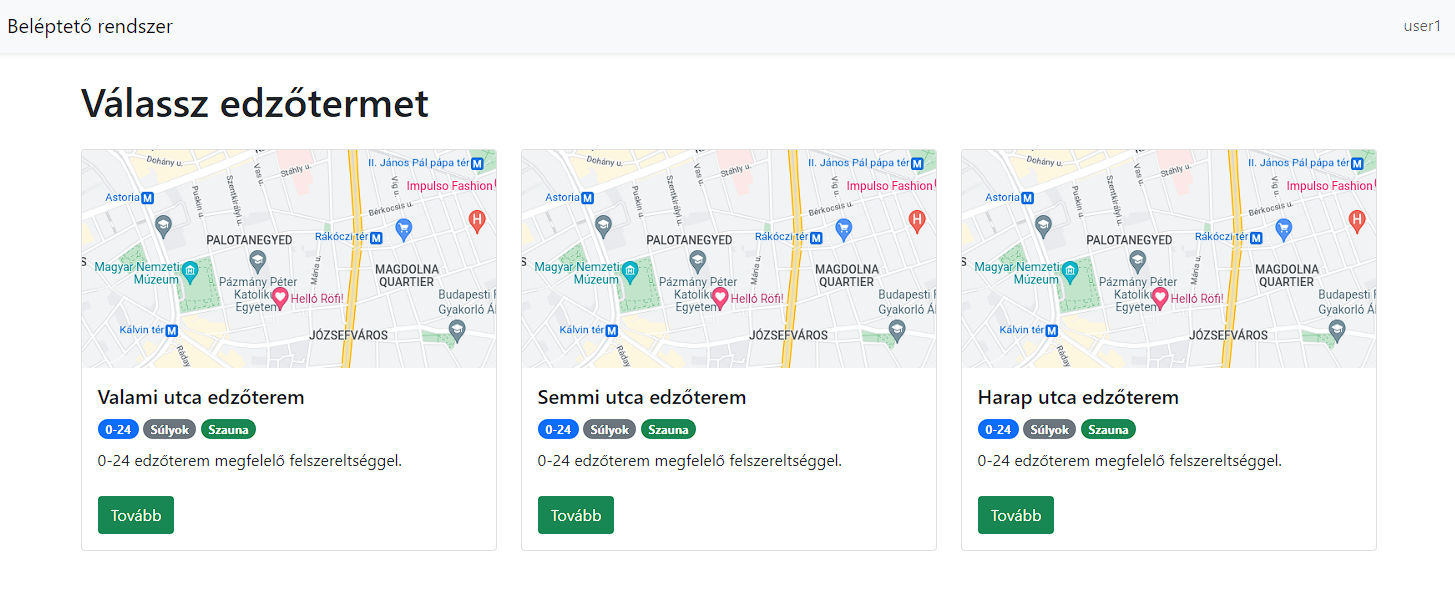 Beléptető rendszer
user1
Válassz edzőtermet
Dohány u.
Vas u.
Stáhly u.
II. János Pál pápa tér M
Impulso Fashion
Astoria M
Puskin u.
Szentkirályi u.
Víg u.
Bérkocsis u.
H
PALOTANEGYED
Rákóczi tér M
Mária u.
Magyar Nemzeti
Múzeum
MAGDOLNA
QUARTIER
Pázmány Péter
Katolikus
Egyetem
Helló Röfi!
Budapesti
Gyakorló
Kálvin tér M
JÓZSEFVÁROS
Ráday
Valami utca edzőterem
0-24 Súlyok Szauna
0-24 edzőterem megfelelő felszereltséggel.
Tovább
Dohány u.
Vas u.
Stáhly u.
II. János Pál pápa tér M
Impulso Fashion
Astoria M
Puskin u.
Szentkirályi u.
Víg u.
Bérkocsis u.
H
PALOTANEGYED
Rákóczi tér M
Mária u.
Magyar Nemzeti
Múzeum
MAGDOLNA
QUARTIER
Pázmány Péter
Katolikus
Egyetem
Helló Röfi!
Budapesti
Gyakorló
Kálvin tér M
JÓZSEFVÁROS
Ráday
Semmi utca edzőterem
0-24 Súlyok Szauna
0-24 edzőterem megfelelő felszereltséggel.
Tovább
Dohány u.
Vas u.
Stáhly u.
II. János Pál pápa tér M
Impulso Fashion
Astoria M
Puskin u.
Szentkirályi u.
Víg u.
Bérkocsis u.
H
PALOTANEGYED
Rákóczi tér M
Mária u.
Magyar Nemzeti
Múzeum
MAGDOLNA
QUARTIER
Pázmány Péter
Katolikus
Egyetem
Helló Röfi!
Budapesti
Gyakorló
Kálvin tér M
JÓZSEFVÁROS
Ráday
Harap utca edzőterem
0-24 Súlyok Szauna
0-24 edzőterem megfelelő felszereltséggel.
Tovább